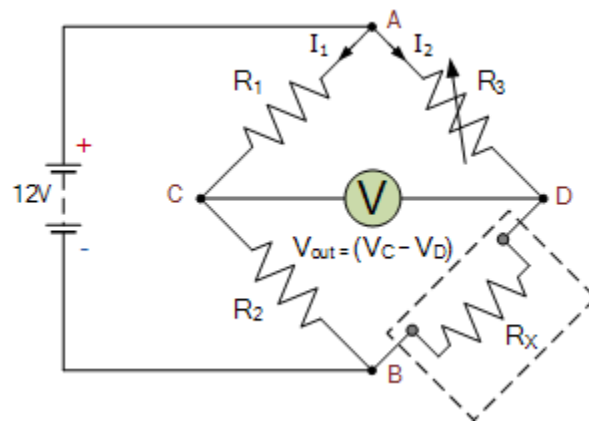 A
I₁
I₂
R₁
R₃
+
12V
C
V
D
-
Vout = (VC – VD)
R₂
RX
B